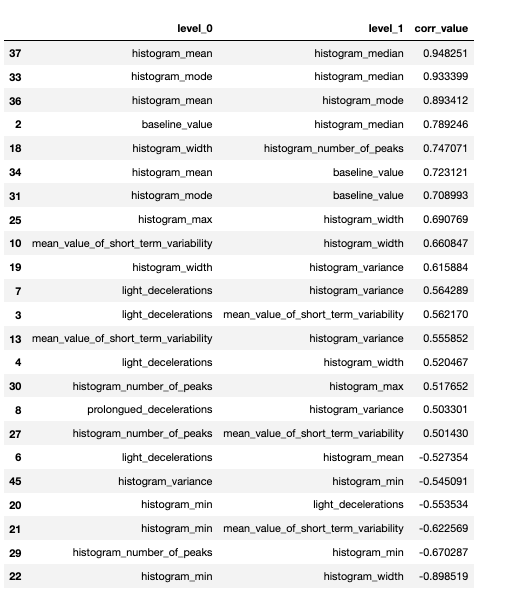 level_0 level_1 corr_value
37 histogram_mean histogram_median 0.948251
33 histogram_mode histogram_median 0.933399
36 histogram_mean histogram_mode 0.893412
2 baseline_value histogram_median 0.789246
18 histogram_width histogram_number_of_peaks 0.747071
34 histogram_mean baseline_value 0.723121
31 histogram_mode baseline_value 0.708993
25 histogram_max histogram_width 0.690769
10 mean_value_of_short_term_variability histogram_width 0.660847
19 histogram_width histogram_variance 0.615884
7 light_decelerations histogram_variance 0.564289
3 light_decelerations mean_value_of_short_term_variability 0.562170
13 mean_value_of_short_term_variability histogram_variance 0.555852
4 light_decelerations histogram_width 0.520467
30 histogram_number_of_peaks histogram_max 0.517652
8 prolongued_decelerations histogram_variance 0.503301
27 histogram_number_of_peaks mean_value_of_short_term_variability 0.501430
6 light_decelerations histogram_mean -0.527354
45 histogram_variance histogram_min -0.545091
20 histogram_min light_decelerations -0.553534
21 histogram_min mean_value_of_short_term_variability -0.622569
29 histogram_number_of_peaks histogram_min -0.670287
22 histogram_min histogram_width -0.898519